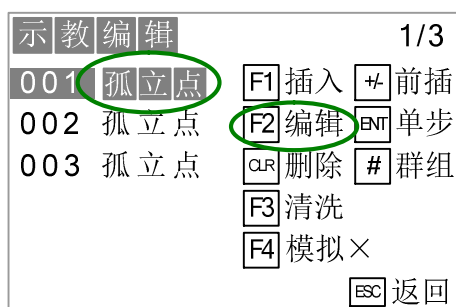 示教编辑 1/3
001 孤立点 F1 插入 +/- 前插
002 孤立点 F2 编辑 ENT 单步
003 孤立点 CLR 删除 # 群组
F3 清洗
F4 模拟×
ESC 返回